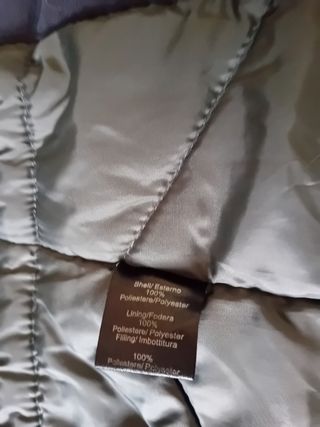 Shell/ Esterno
100%
Poliestere/Polyester
Lining/Fodera
100%
Poliestere/ Polyester
Filling/ Imbottitura
100%
Poliestere/ Polyester